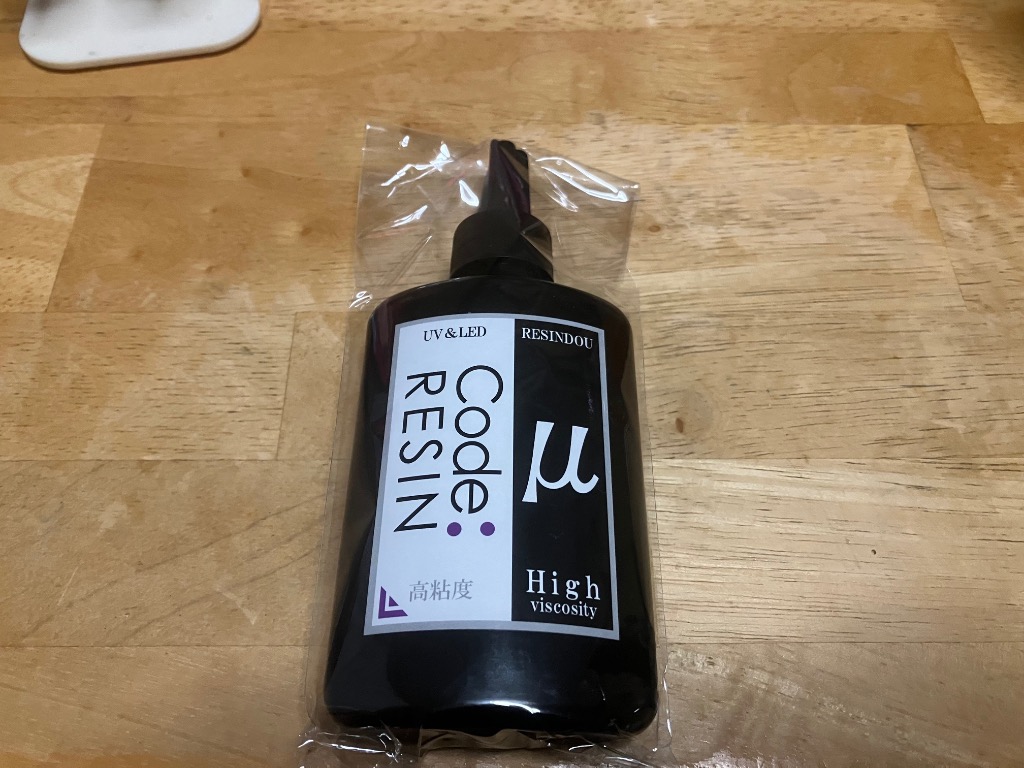 UV&LED
RESINDOU
Code:
RESIN
μ
高粘度
High
viscosity